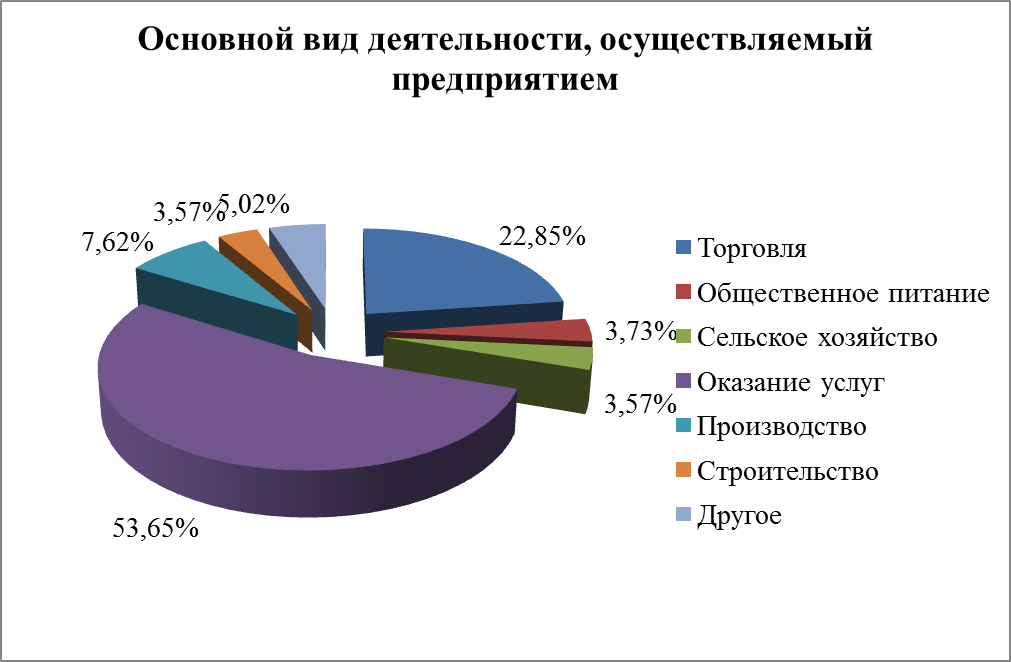 Основной вид деятельности, осуществляемый
предприятием
3,57%
5,02%
7,62%
22,85%
3,73%
3,57%
53,65%
Торговля
Общественное питание
Сельское хозяйство
Оказание услуг
Производство
Строительство
Другое